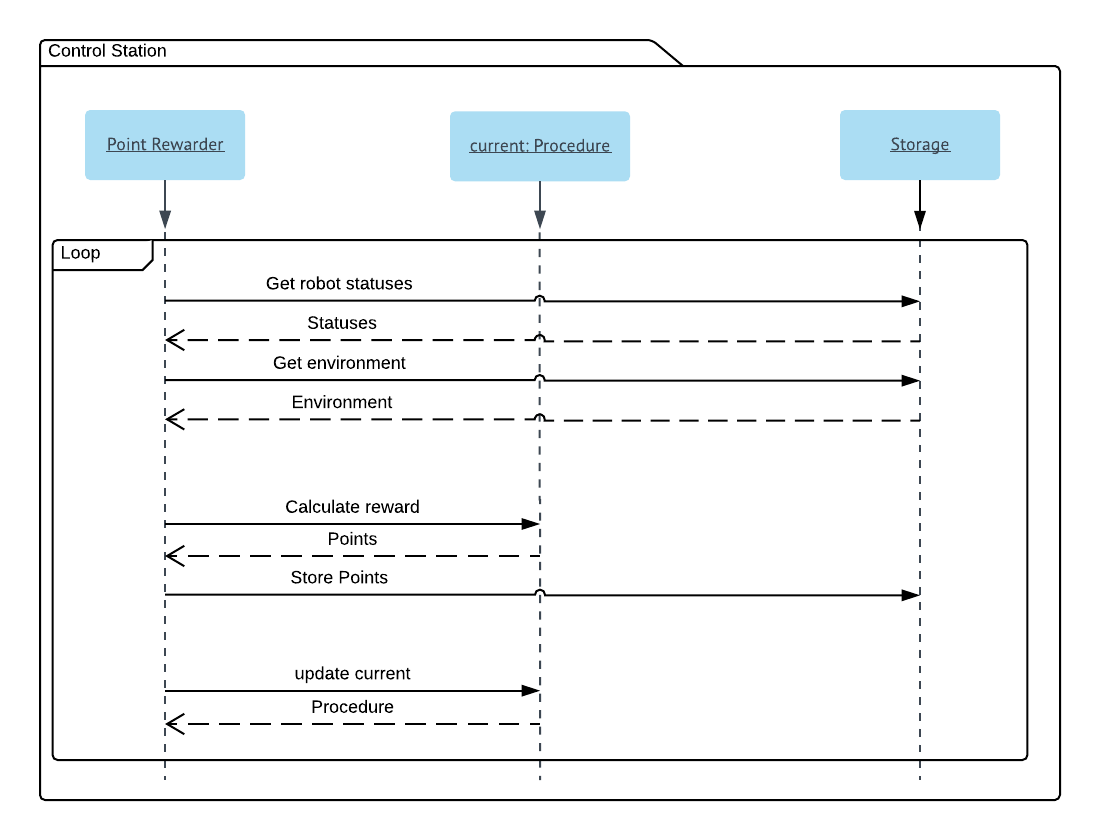 Control Station
Point Rewarder
current: Procedure
Storage
Loop
Get robot statuses
Statuses
Get environment
Environment
Calculate reward
Points
Store Points
update current
Procedure